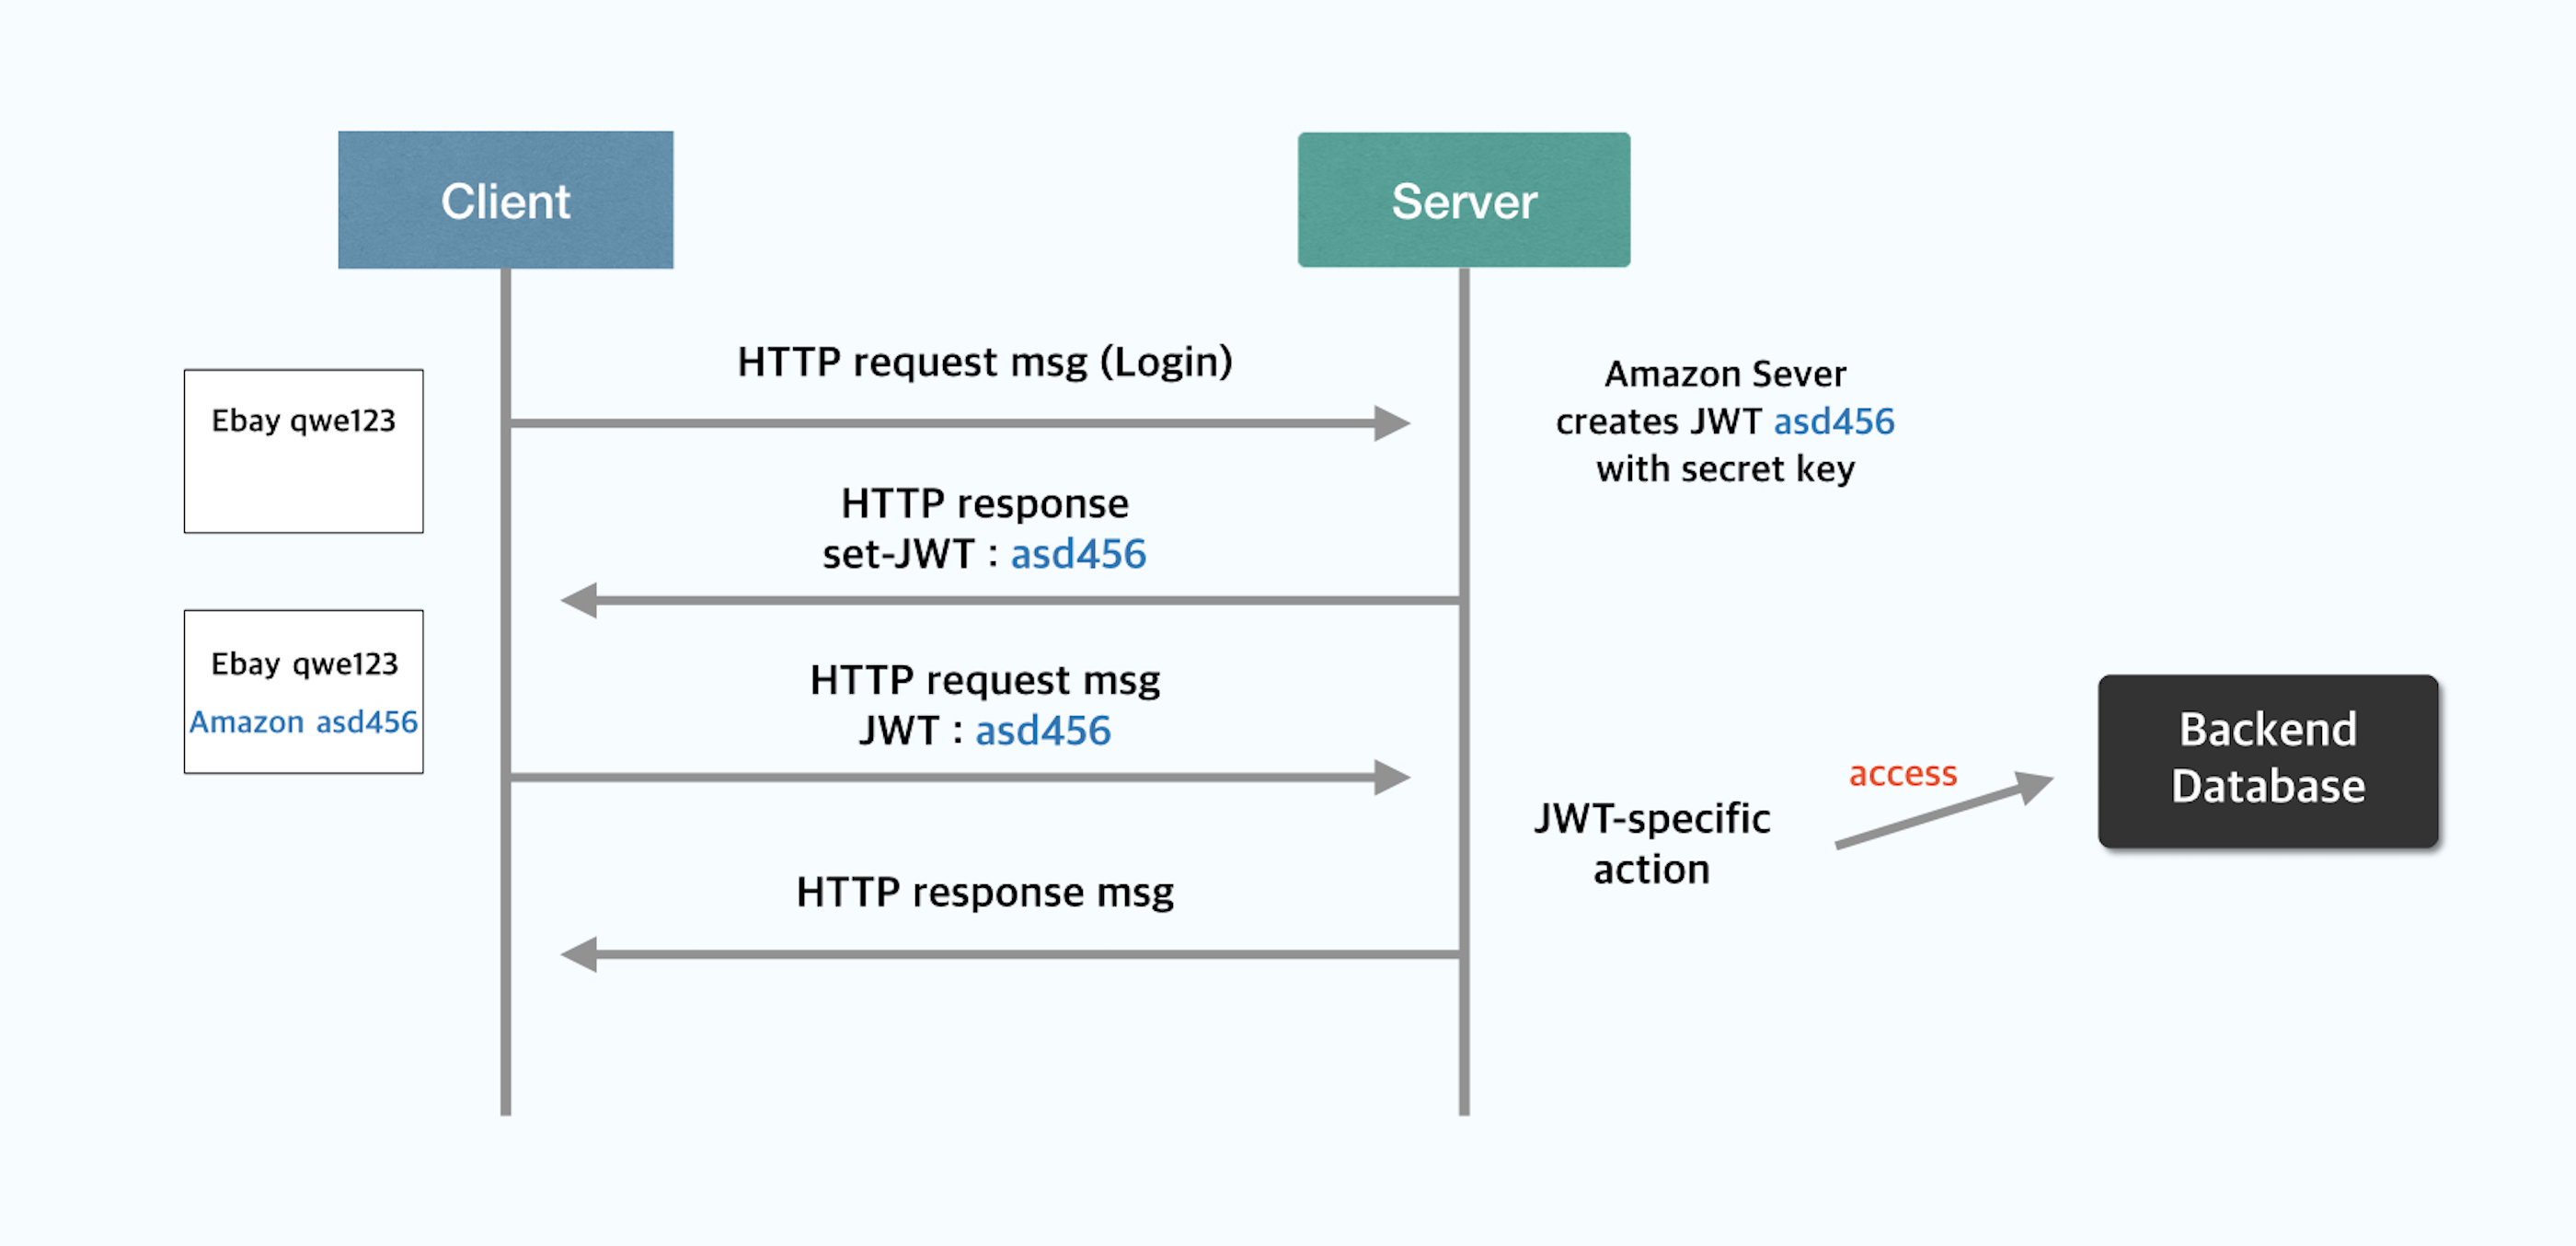 Client
Server
HTTP request msg (Login)
Amazon Sever
creates JWT asd456
with secret key
Ebay qwe123
HTTP response
set-JWT : asd456
Ebay qwe123
Amazon asd456
HTTP request msg
JWT : asd456
access
Backend
Database
JWT-specific
action
HTTP response msg